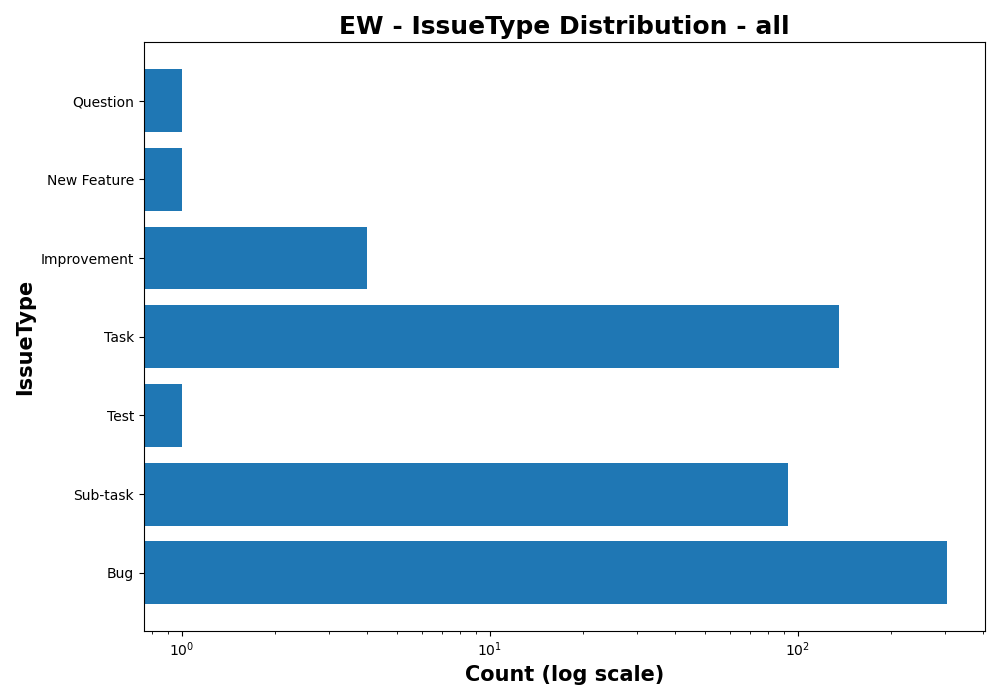 EW - IssueType Distribution - all
IssueType
Question
New Feature
Improvement
Task
Test
Sub-task
Bug
10⁰ 10¹ 10²
Count (log scale)